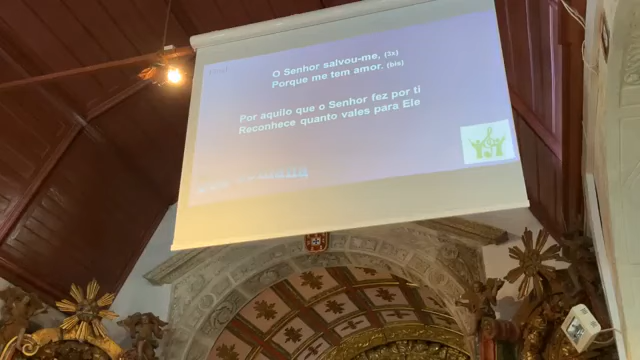 O Senhor salvou-me, (3x)
Porque me tem amor. (bis)
Por aquilo que o Senhor fez por ti
Reconhece quanto vales para Ele